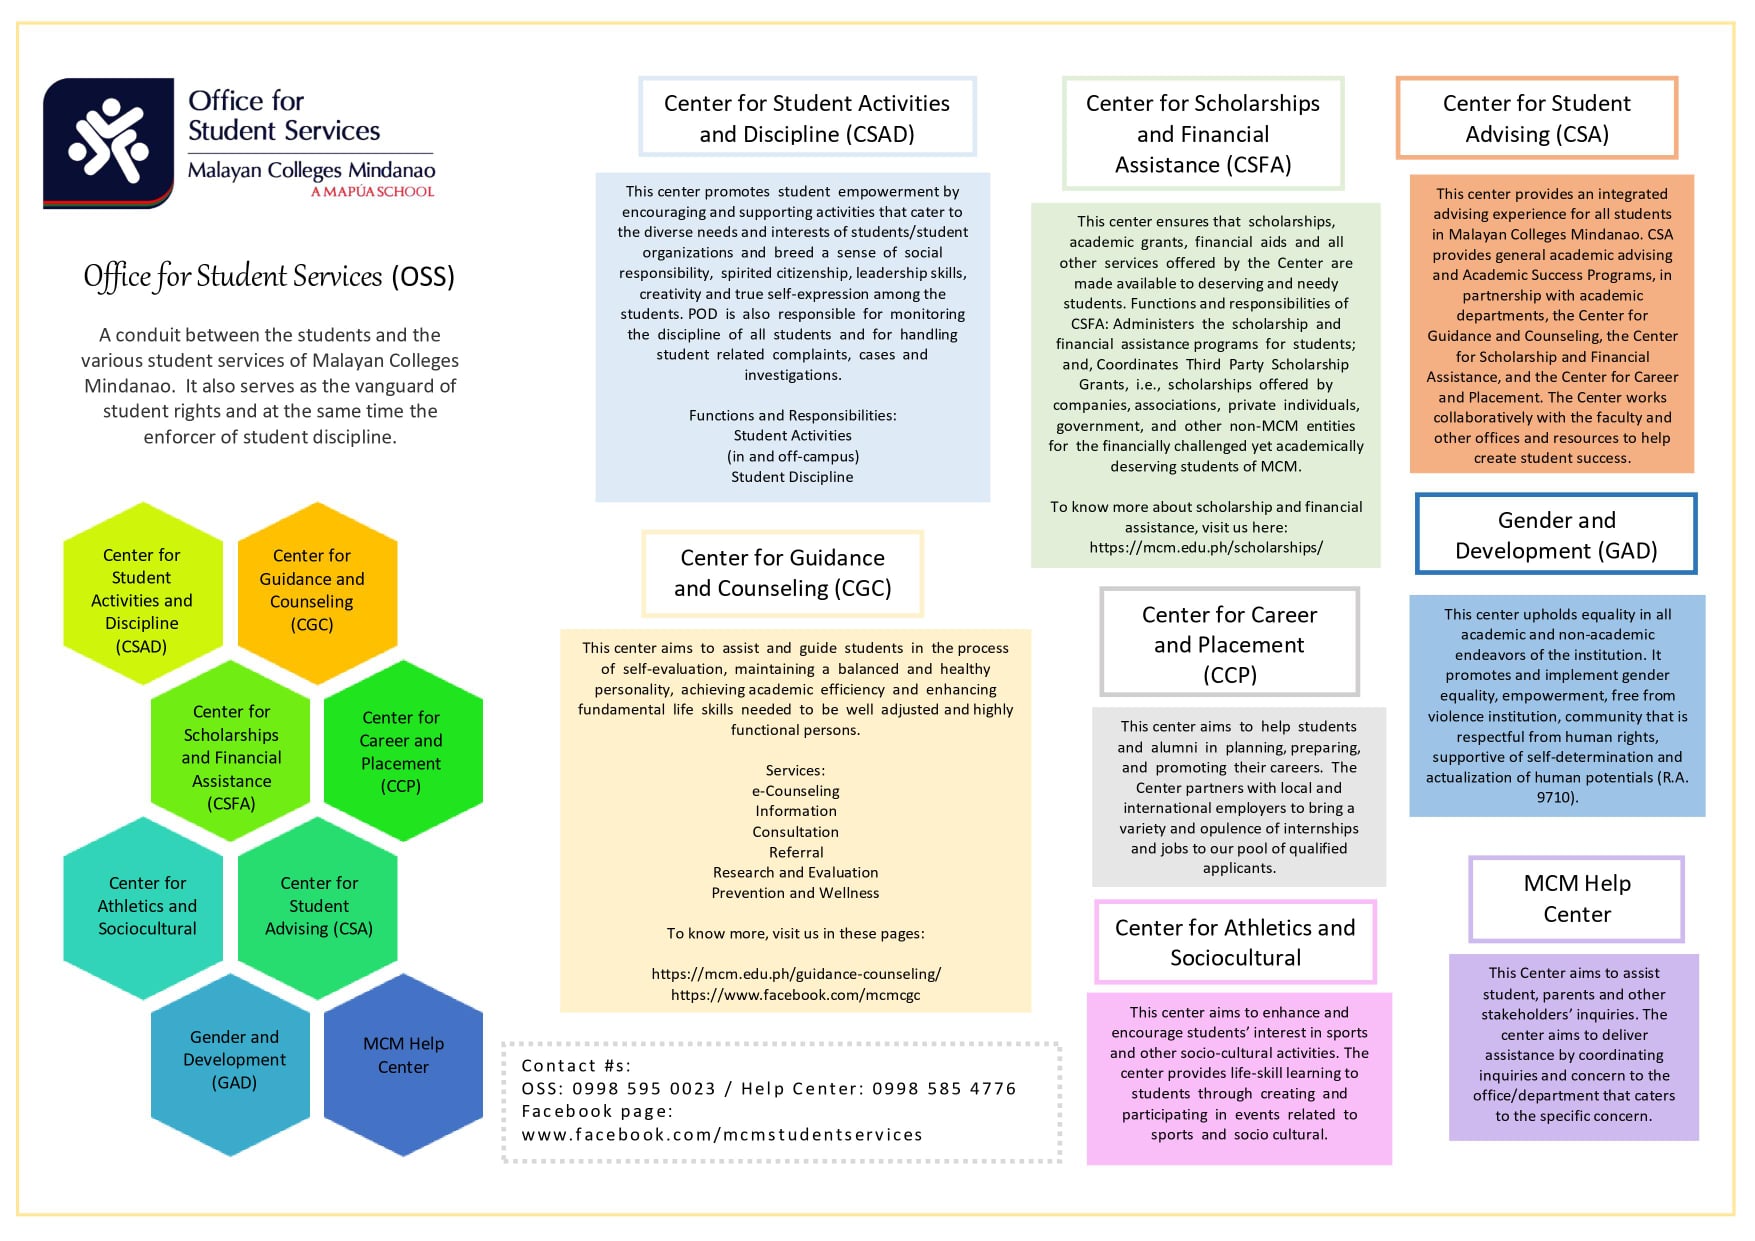 Office for
Student Services
Malayan Colleges Mindanao
A MAPÚA SCHOOL
Office for Student Services (OSS)
A conduit between the students and the
various student services of Malayan Colleges
Mindanao. It also serves as the vanguard of
student rights and at the same time the
enforcer of student discipline.
Center for
Student
Activities and
Discipline
(CSAD)
Center for
Guidance and
Counseling
(CGC)
Center for
Scholarships
and Financial
Assistance
(CSFA)
Center for
Career and
Placement
(CCP)
Center for
Athletics and
Sociocultural
Center for
Student
Advising (CSA)
Gender and
Development
(GAD)
MCM Help
Center
Center for Student Activities
and Discipline (CSAD)
This center promotes student empowerment by
encouraging and supporting activities that cater to
the diverse needs and interests of students/student
organizations and breed a sense of social
responsibility, spirited citizenship, leadership skills,
creativity and true self-expression among the
students. POD is also responsible for monitoring
the discipline of all students and for handling
student related complaints, cases and
investigations.
Functions and Responsibilities:
Student Activities
(in and off-campus)
Student Discipline
Center for Guidance
and Counseling (CGC)
This center aims to assist and guide students in the process
of self-evaluation, maintaining a balanced and healthy
personality, achieving academic efficiency and enhancing
fundamental life skills needed to be well adjusted and highly
functional persons.
Services:
e-Counseling
Information
Consultation
Referral
Research and Evaluation
Prevention and Wellness
To know more, visit us in these pages:
https://mcm.edu.ph/guidance-counseling/
https://www.facebook.com/mcmcgc
Contact #s:
OSS: 0998 595 0023 / Help Center: 0998 585 4776
Facebook page:
www.facebook.com/mcmstudentservices
Center for Scholarships
and Financial
Assistance (CSFA)
This center ensures that scholarships,
academic grants, financial aids and all
other services offered by the Center are
made available to deserving and needy
students. Functions and responsibilities of
CSFA: Administers the scholarship and
financial assistance programs for students;
and, Coordinates Third Party Scholarship
Grants, i.e., scholarships offered by
companies, associations, private individuals,
government, and other non-MCM entities
for the financially challenged yet academically
deserving students of MCM.
To know more about scholarship and financial
assistance, visit us here:
https://mcm.edu.ph/scholarships/
Center for Career
and Placement
(CCP)
This center aims to help students
and alumni in planning, preparing,
and promoting their careers. The
Center partners with local and
international employers to bring a
variety and opulence of internships
and jobs to our pool of qualified
applicants.
Center for Athletics and
Sociocultural
This center aims to enhance and
encourage students’ interest in sports
and other socio-cultural activities. The
center provides life-skill learning to
students through creating and
participating in events related to
sports and socio cultural.
Center for Student
Advising (CSA)
This center provides an integrated
advising experience for all students
in Malayan Colleges Mindanao. CSA
provides general academic advising
and Academic Success Programs, in
partnership with academic
departments, the Center for
Guidance and Counseling, the Center
for Scholarship and Financial
Assistance, and the Center for Career
and Placement. The Center works
collaboratively with the faculty and
other offices and resources to help
create student success.
Gender and
Development (GAD)
This center upholds equality in all
academic and non-academic
endeavors of the institution. It
promotes and implement gender
equality, empowerment, free from
violence institution, community that is
respectful from human rights,
supportive of self-determination and
actualization of human potentials (R.A.
9710).
MCM Help
Center
This Center aims to assist
student, parents and other
stakeholders’ inquiries. The
center aims to deliver
assistance by coordinating
inquiries and concern to the
office/department that caters
to the specific concern.